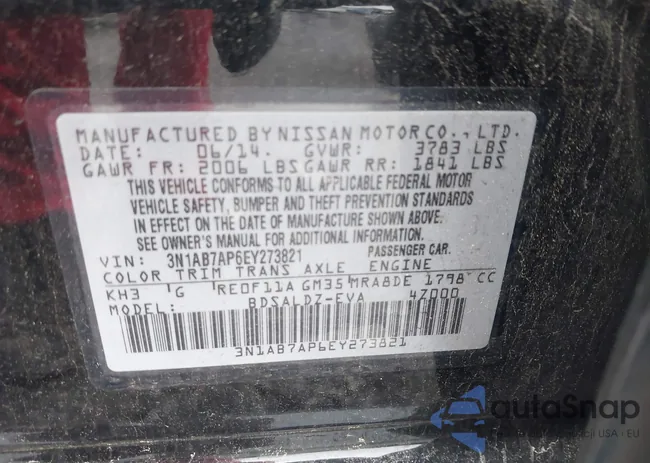 MANUFACTURED BY NISSAN MOTOR CO., LTD.
DATE: 06/14. GVWR: 3783 LBS
GAWR FR: 2006 LBS GAWR RR: 1841 LBS
THIS VEHICLE CONFORMS TO ALL APPLICABLE FEDERAL MOTOR
VEHICLE SAFETY, BUMPER AND THEFT PREVENTION STANDARDS
IN EFFECT ON THE DATE OF MANUFACTURE SHOWN ABOVE.
SEE OWNER'S MANUAL FOR ADDITIONAL INFORMATION.
VIN: 3N1AB7AP6EY273821 PASSENGER CAR.
COLOR TRIM TRANS AXLE ENGINE
KH3 G RE0F11A GM35 MRA8DE 1798 CC
MODEL: BDSALDZ-EVA 4Z000
3N1AB7AP6EY273821
autoSnap
USA · EU